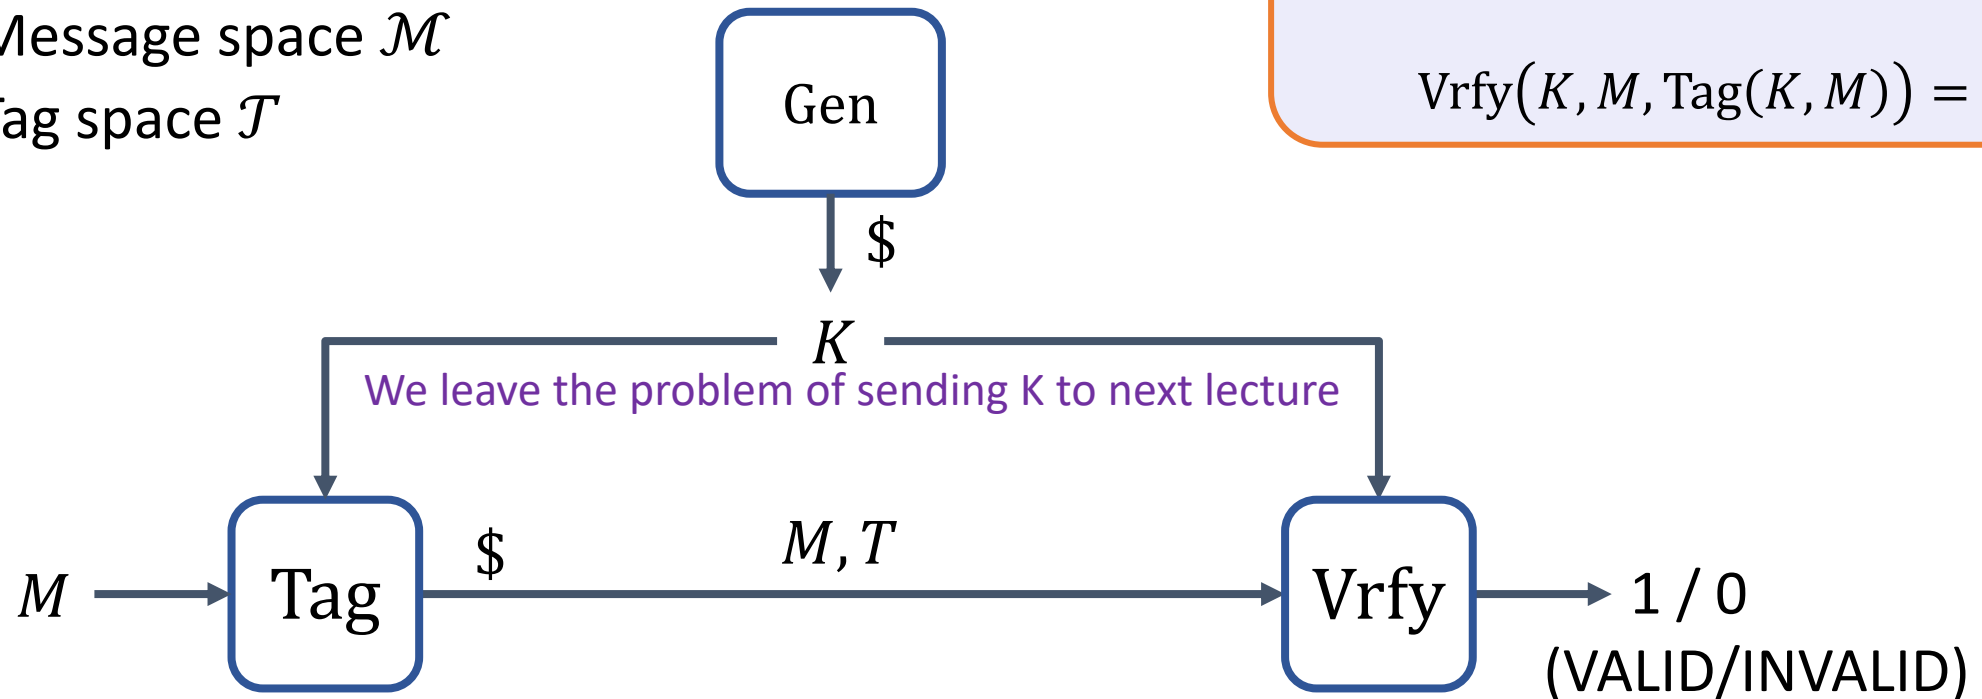 Message space ℳ
Tag space 𝒯
Gen
Vrfy(K, M, Tag(K, M)) =
$
K
We leave the problem of sending K to next lecture
M
Tag
$
M, T
Vrfy
1 / 0
(VALID/INVALID)